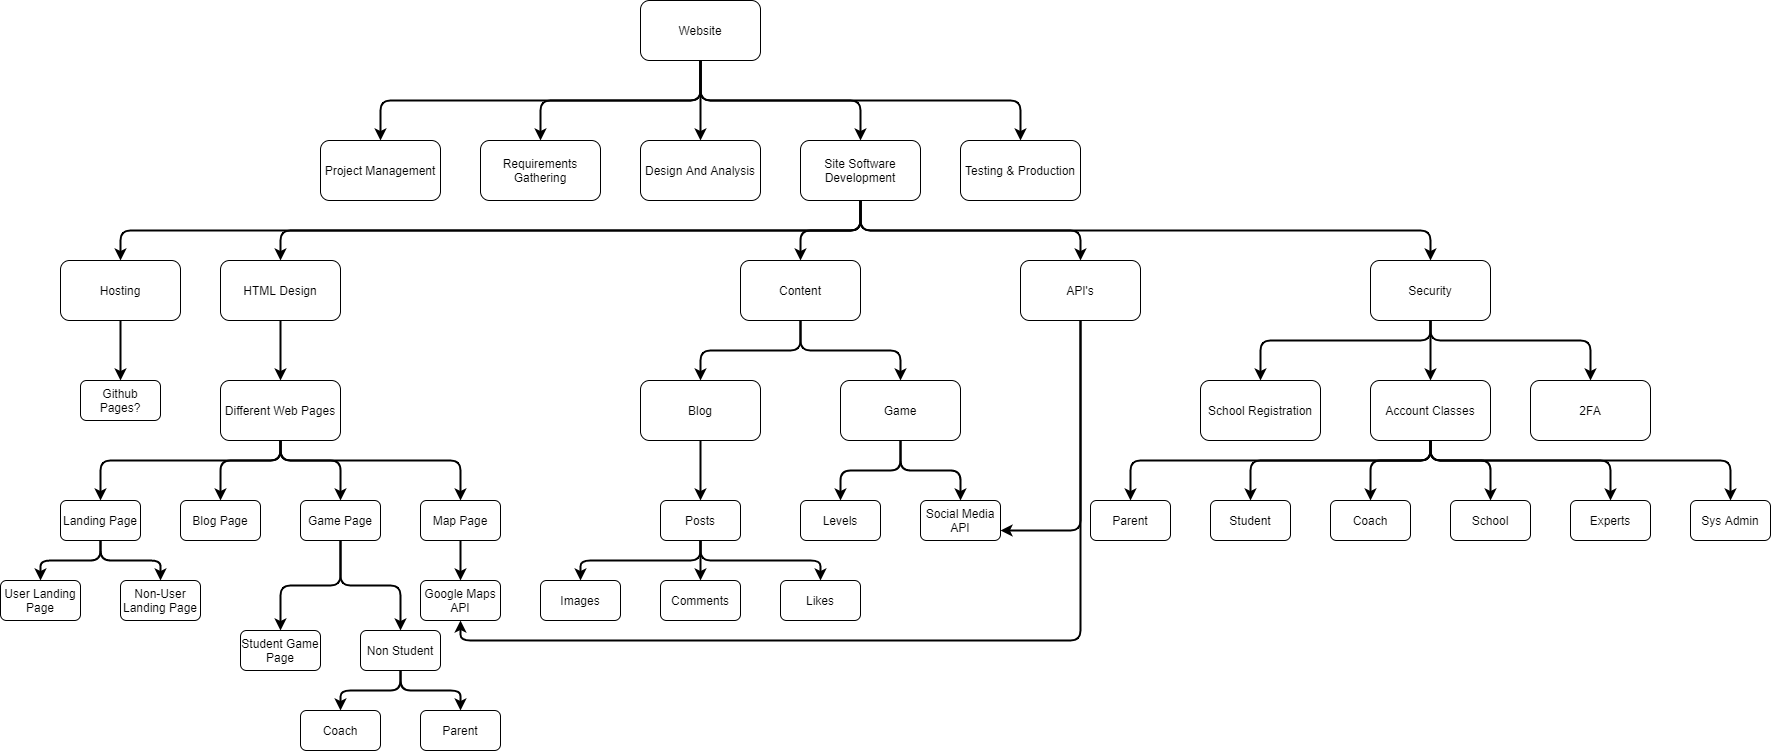 Website
Project Management
Requirements
Gathering
Design And Analysis
Site Software
Development
Testing & Production
Hosting
HTML Design
Content
API's
Security
Github
Pages?
Different Web Pages
Blog
Game
School Registration
Account Classes
2FA
Landing Page
Blog Page
Game Page
Map Page
Posts
Levels
Social Media
API
Parent
Student
Coach
School
Experts
Sys Admin
User Landing
Page
Non-User
Landing Page
Google Maps
API
Images
Comments
Likes
Student Game
Page
Non Student
Coach
Parent